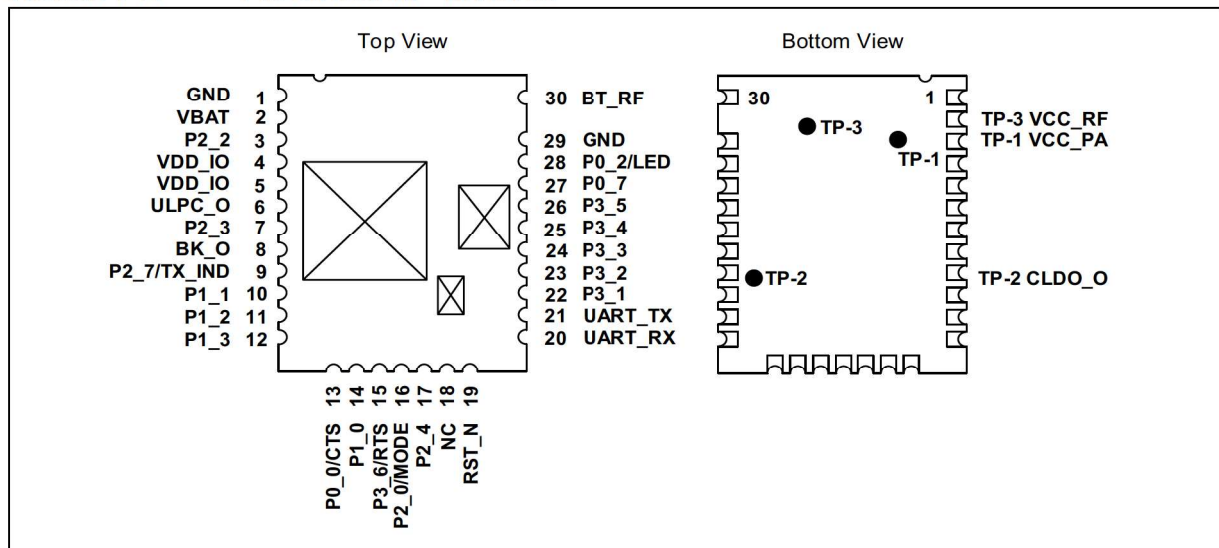 Top View
Bottom View
GND 1
VBAT 2
P2_2 3
VDD_IO 4
VDD_IO 5
ULPC_O 6
P2_3 7
BK_O 8
P2_7/TX_IND 9
P1_1 10
P1_2 11
P1_3 12
13 P0_0/CTS
14 P1_0
15 P3_6/RTS
16 P2_0/MODE
17 P2_4
18 NC
19 RST_N
30 BT_RF
29 GND
28 P0_2/LED
27 P0_7
26 P3_5
25 P3_4
24 P3_3
23 P3_2
22 P3_1
21 UART_TX
20 UART_RX
30 1
TP-3
TP-1
TP-2
TP-3 VCC_RF
TP-1 VCC_PA
TP-2 CLDO_O